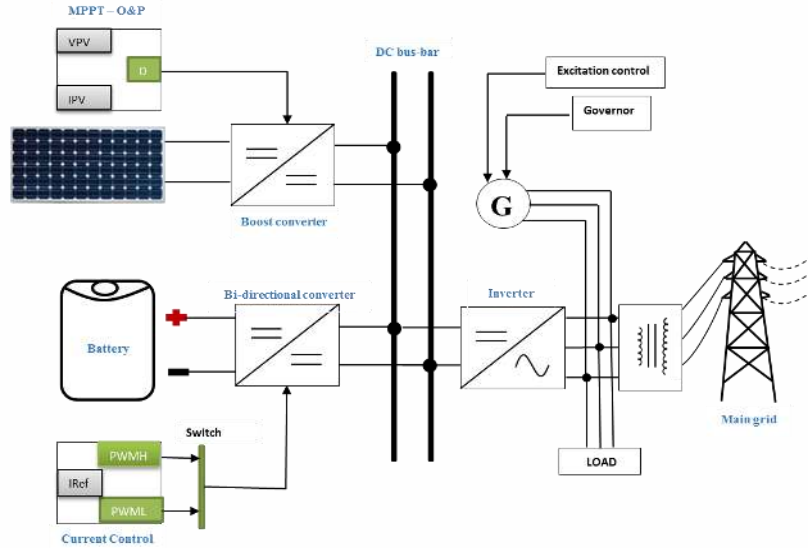 MPPT – O&P
VPV
D
IPV
DC bus-bar
Excitation control
Governor
G
Boost converter
Bi-directional converter
Inverter
Battery
Switch
PWMH
IRef
PWML
Current Control
LOAD
Main grid